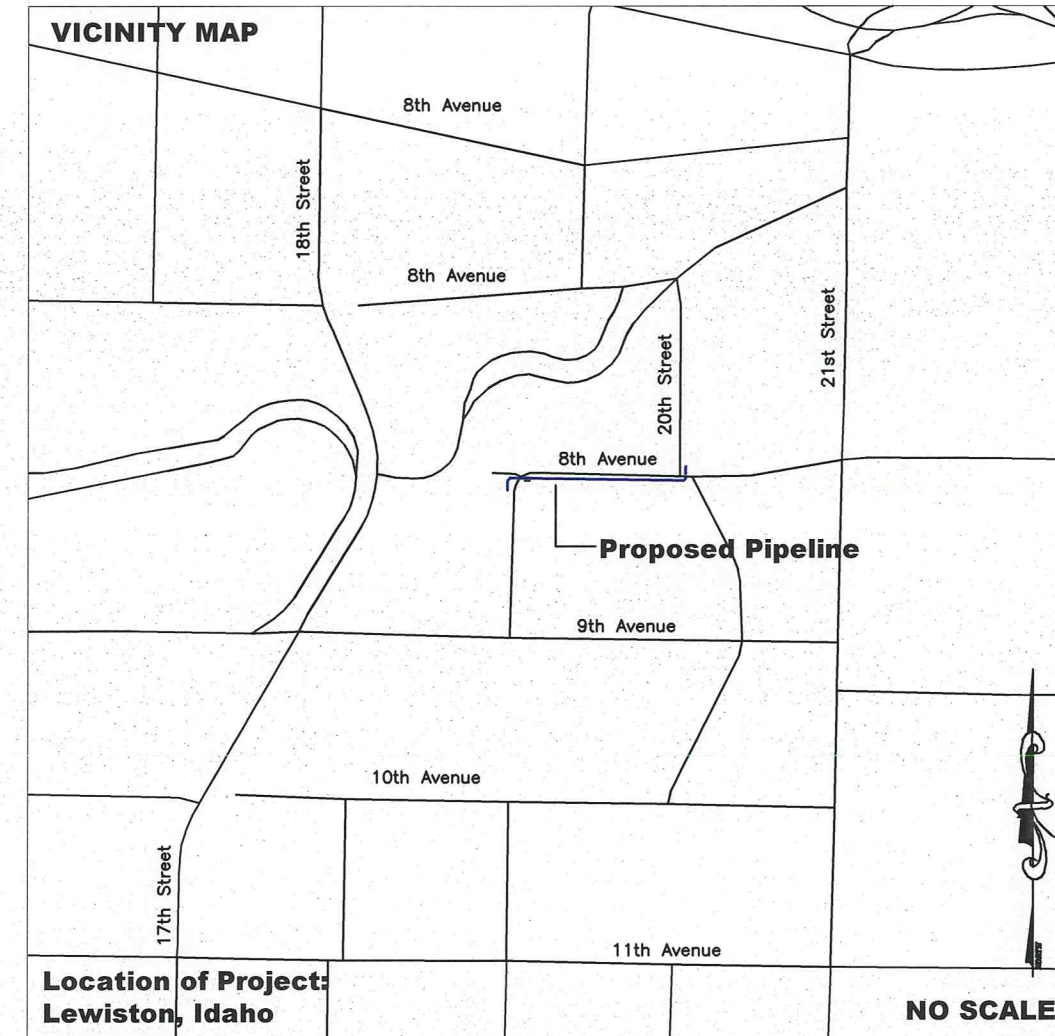 VICINITY MAP
8th Avenue
18th Street
8th Avenue
21st Street
20th Street
8th Avenue
Proposed Pipeline
9th Avenue
10th Avenue
17th Street
11th Avenue
Location of Project:
Lewiston, Idaho
NO SCALE